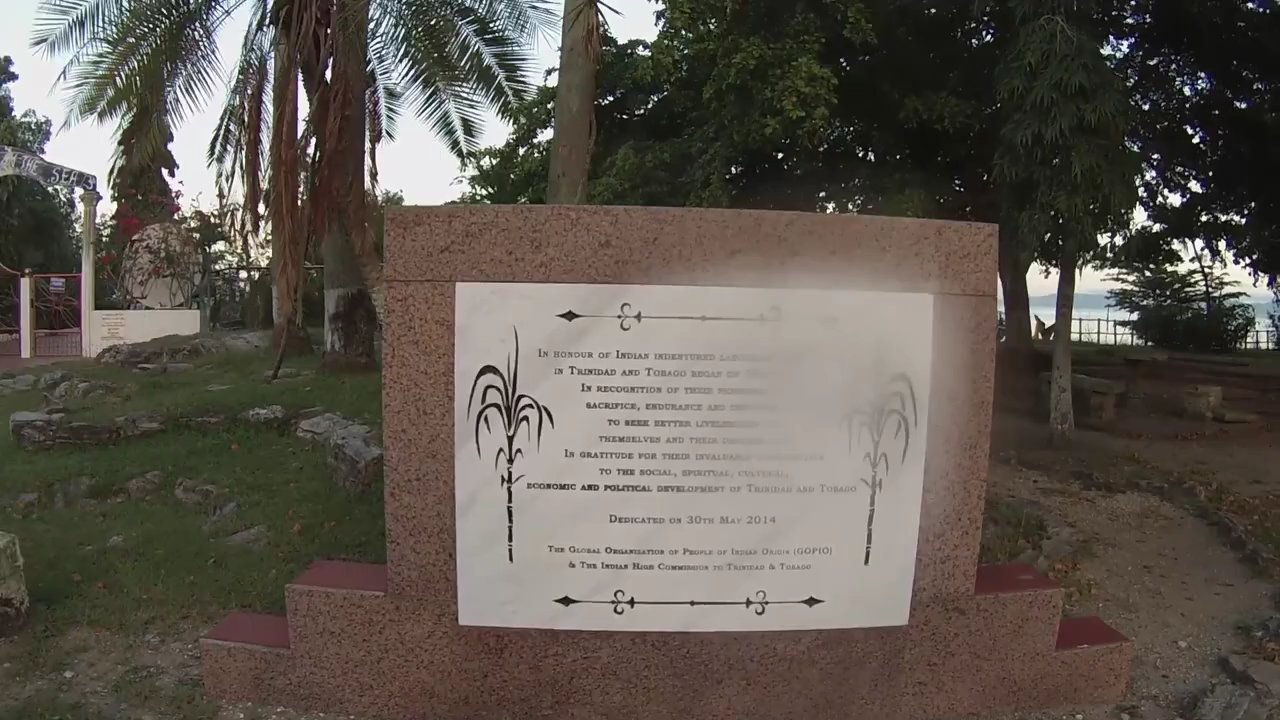 THE SEA
IN HONOUR OF INDIAN INDENTURED
IN TRINIDAD AND TOBAGO BEGAN ON
IN RECOGNITION OF THEIR
SACRIFICE, ENDURANCE AND
TO SEEK BETTER
THEMSELVES AND THEIR
IN GRATITUDE FOR THEIR INVALUABLE
TO THE SOCIAL, SPIRITUAL, CULTURAL,
ECONOMIC AND POLITICAL DEVELOPMENT OF TRINIDAD AND TOBAGO
DEDICATED ON 30TH MAY 2014
THE GLOBAL ORGANISATION OF PEOPLE OF INDIAN ORIGIN (GOPIO)
& THE INDIAN HIGH COMMISSION TO TRINIDAD & TOBAGO